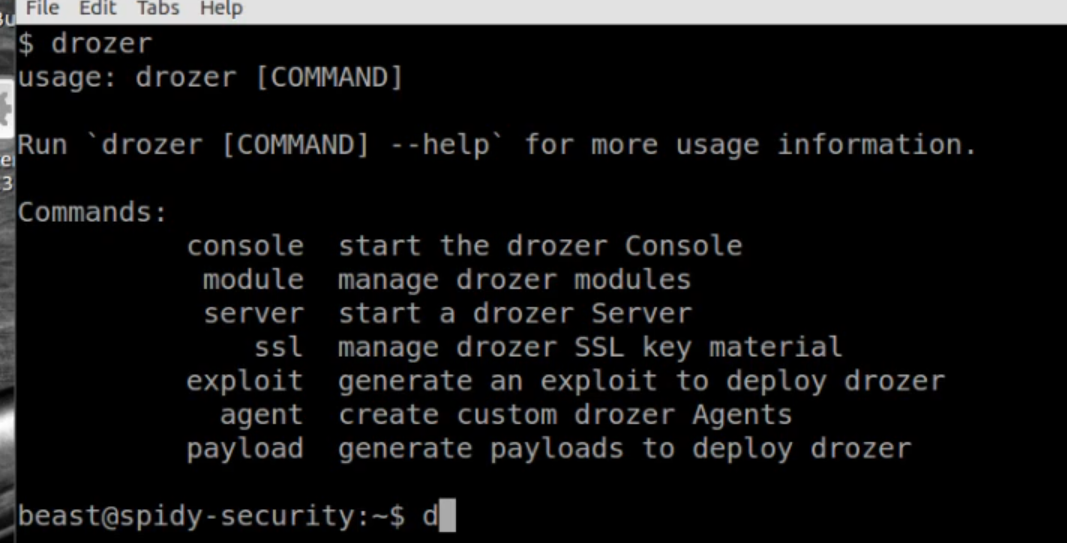 File Edit Tabs Help
$ drozer
usage: drozer [COMMAND]
Run `drozer [COMMAND] --help` for more usage information.
Commands:
console start the drozer Console
module manage drozer modules
server start a drozer Server
ssl manage drozer SSL key material
exploit generate an exploit to deploy drozer
agent create custom drozer Agents
payload generate payloads to deploy drozer
beast@spidy-security:~$ d